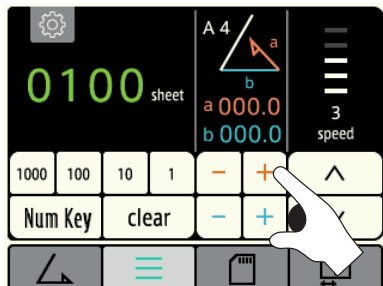 A 4
a
b
0100 sheet
a 000.0
b 000.0
3
speed
1000 100 10 1 - +
Num Key clear - +